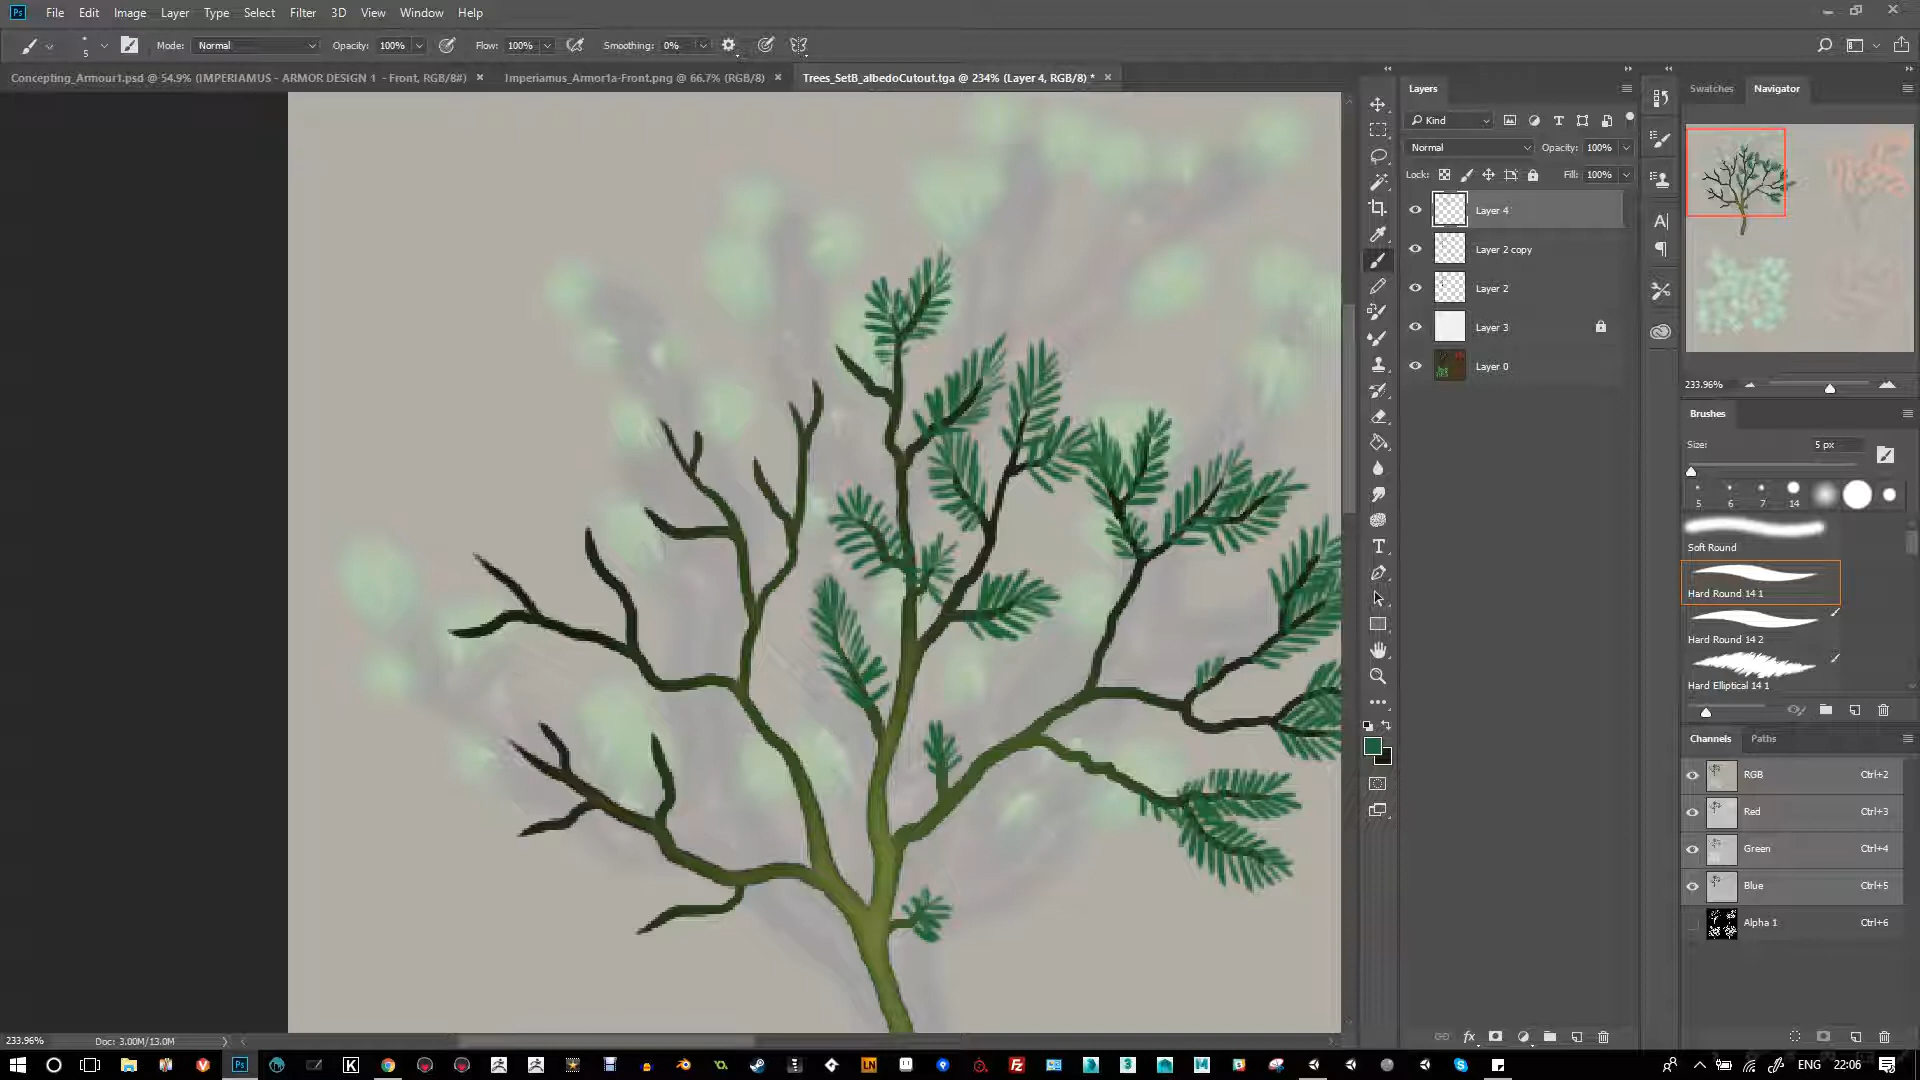 Ps File Edit Image Layer Type Select Filter 3D View Window Help
5 Mode: Normal Opacity: 100% Flow: 100% Smoothing: 0%
Concepting_Armour1.psd @ 54.9% (IMPERIAMUS - ARMOR DESIGN 1 - Front, RGB/8#) ×
Imperiamus_Armor1a-Front.png @ 66.7% (RGB/8) ×
Trees_SetB_albedoCutout.tga @ 234% (Layer 4, RGB/8) * ×
Layers
Kind
Normal Opacity: 100%
Lock: Fill: 100%
Layer 4
Layer 2 copy
Layer 2
Layer 3
Layer 0
Swatches Navigator
233.96%
Brushes
Size: 5 px
5 6 7 14
Soft Round
Hard Round 14 1
Hard Round 14 2
Hard Elliptical 14 1
Channels Paths
RGB Ctrl+2
Red Ctrl+3
Green Ctrl+4
Blue Ctrl+5
Alpha 1 Ctrl+6
233.96% Doc: 3.00M/13.0M
Ps K LN Fz 3 M
ENG 22:06